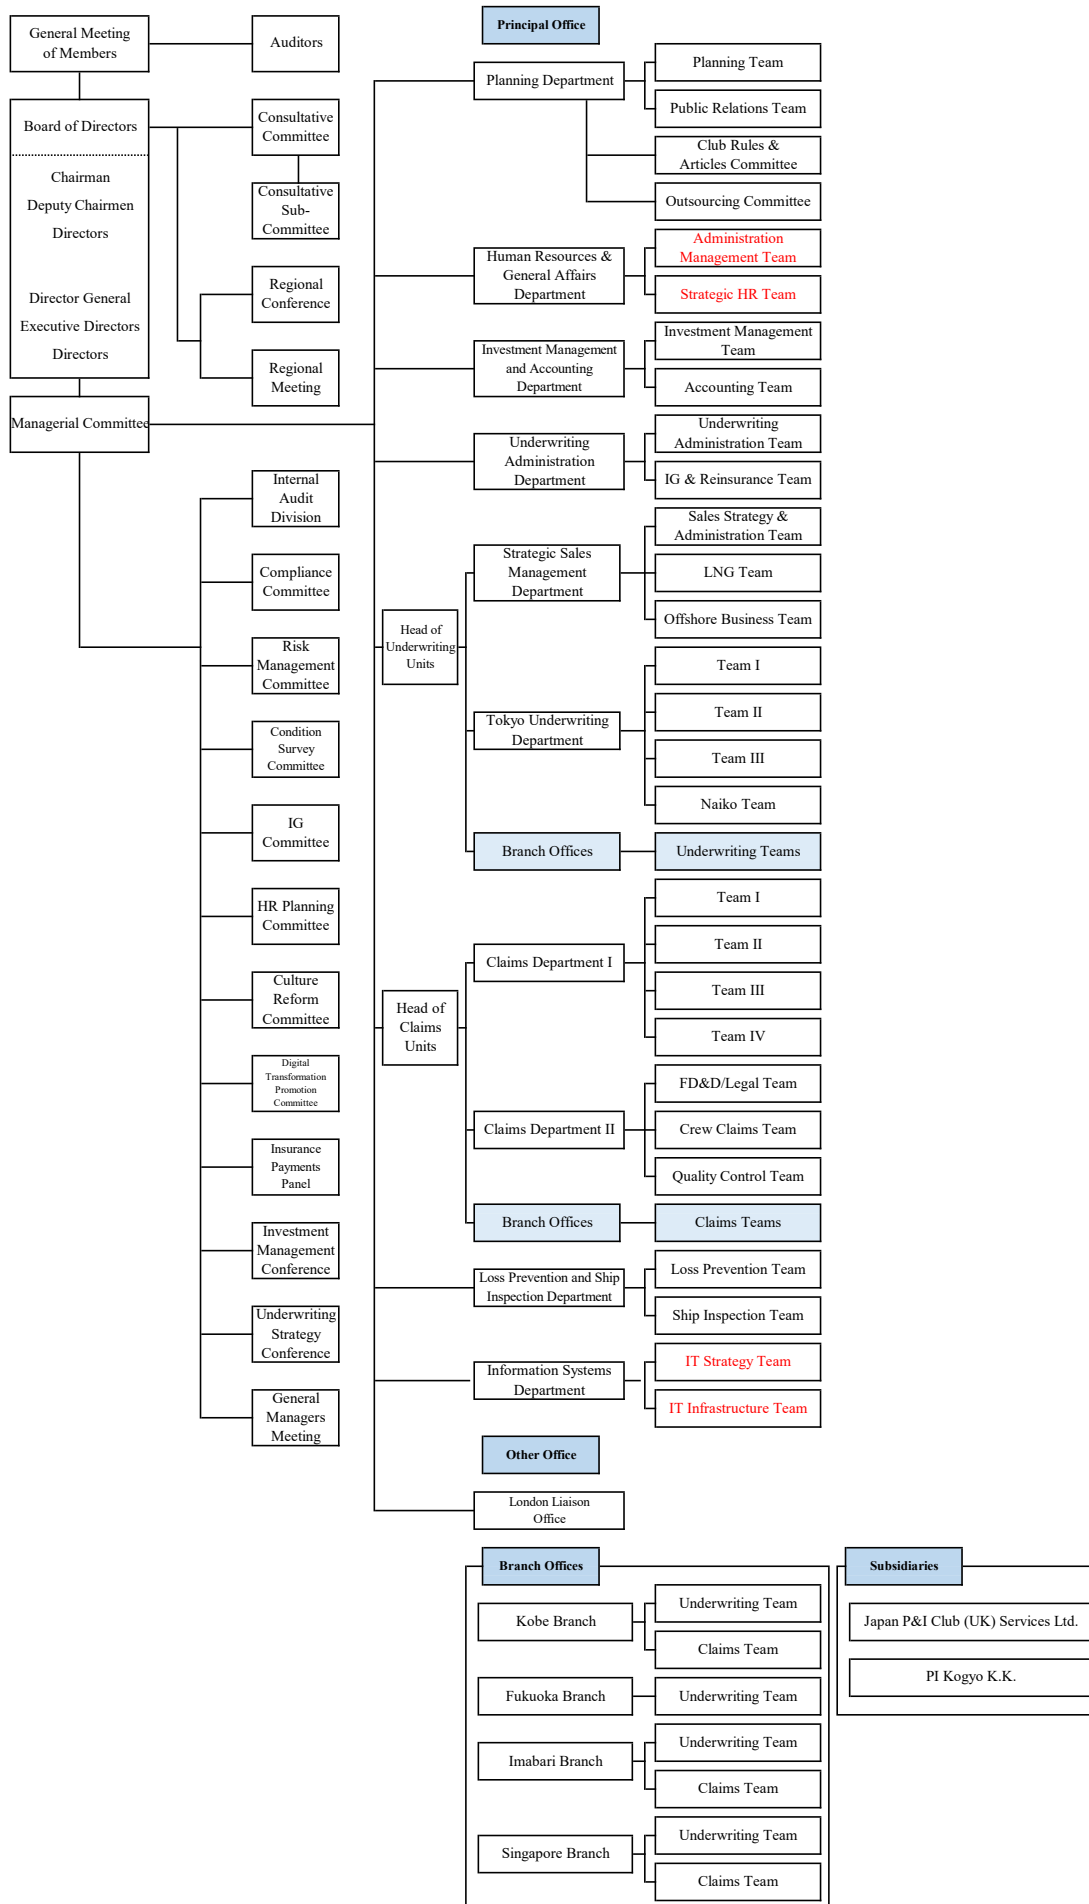 General Meeting
of Members
Auditors
Board of Directors
Chairman
Deputy Chairmen
Directors
Director General
Executive Directors
Directors
Consultative
Committee
Consultative
Sub-
Committee
Regional
Conference
Regional
Meeting
Managerial Committee
Internal
Audit
Division
Compliance
Committee
Risk
Management
Committee
Condition
Survey
Committee
IG
Committee
HR Planning
Committee
Culture
Reform
Committee
Digital
Transformation
Promotion
Committee
Insurance
Payments
Panel
Investment
Management
Conference
Underwriting
Strategy
Conference
General
Managers
Meeting
Principal Office
Planning Department
Planning Team
Public Relations Team
Club Rules &
Articles Committee
Outsourcing Committee
Human Resources &
General Affairs
Department
Administration
Management Team
Strategic HR Team
Investment Management
and Accounting
Department
Investment Management
Team
Accounting Team
Underwriting
Administration
Department
Underwriting
Administration Team
IG & Reinsurance Team
Head of
Underwriting
Units
Strategic Sales
Management
Department
Sales Strategy &
Administration Team
LNG Team
Offshore Business Team
Tokyo Underwriting
Department
Team I
Team II
Team III
Naiko Team
Branch Offices
Underwriting Teams
Head of
Claims
Units
Claims Department I
Team I
Team II
Team III
Team IV
Claims Department II
FD&D/Legal Team
Crew Claims Team
Quality Control Team
Branch Offices
Claims Teams
Loss Prevention and Ship
Inspection Department
Loss Prevention Team
Ship Inspection Team
Information Systems
Department
IT Strategy Team
IT Infrastructure Team
Other Office
London Liaison
Office
Branch Offices
Kobe Branch
Underwriting Team
Claims Team
Fukuoka Branch
Underwriting Team
Imabari Branch
Underwriting Team
Claims Team
Singapore Branch
Underwriting Team
Claims Team
Subsidiaries
Japan P&I Club (UK) Services Ltd.
PI Kogyo K.K.